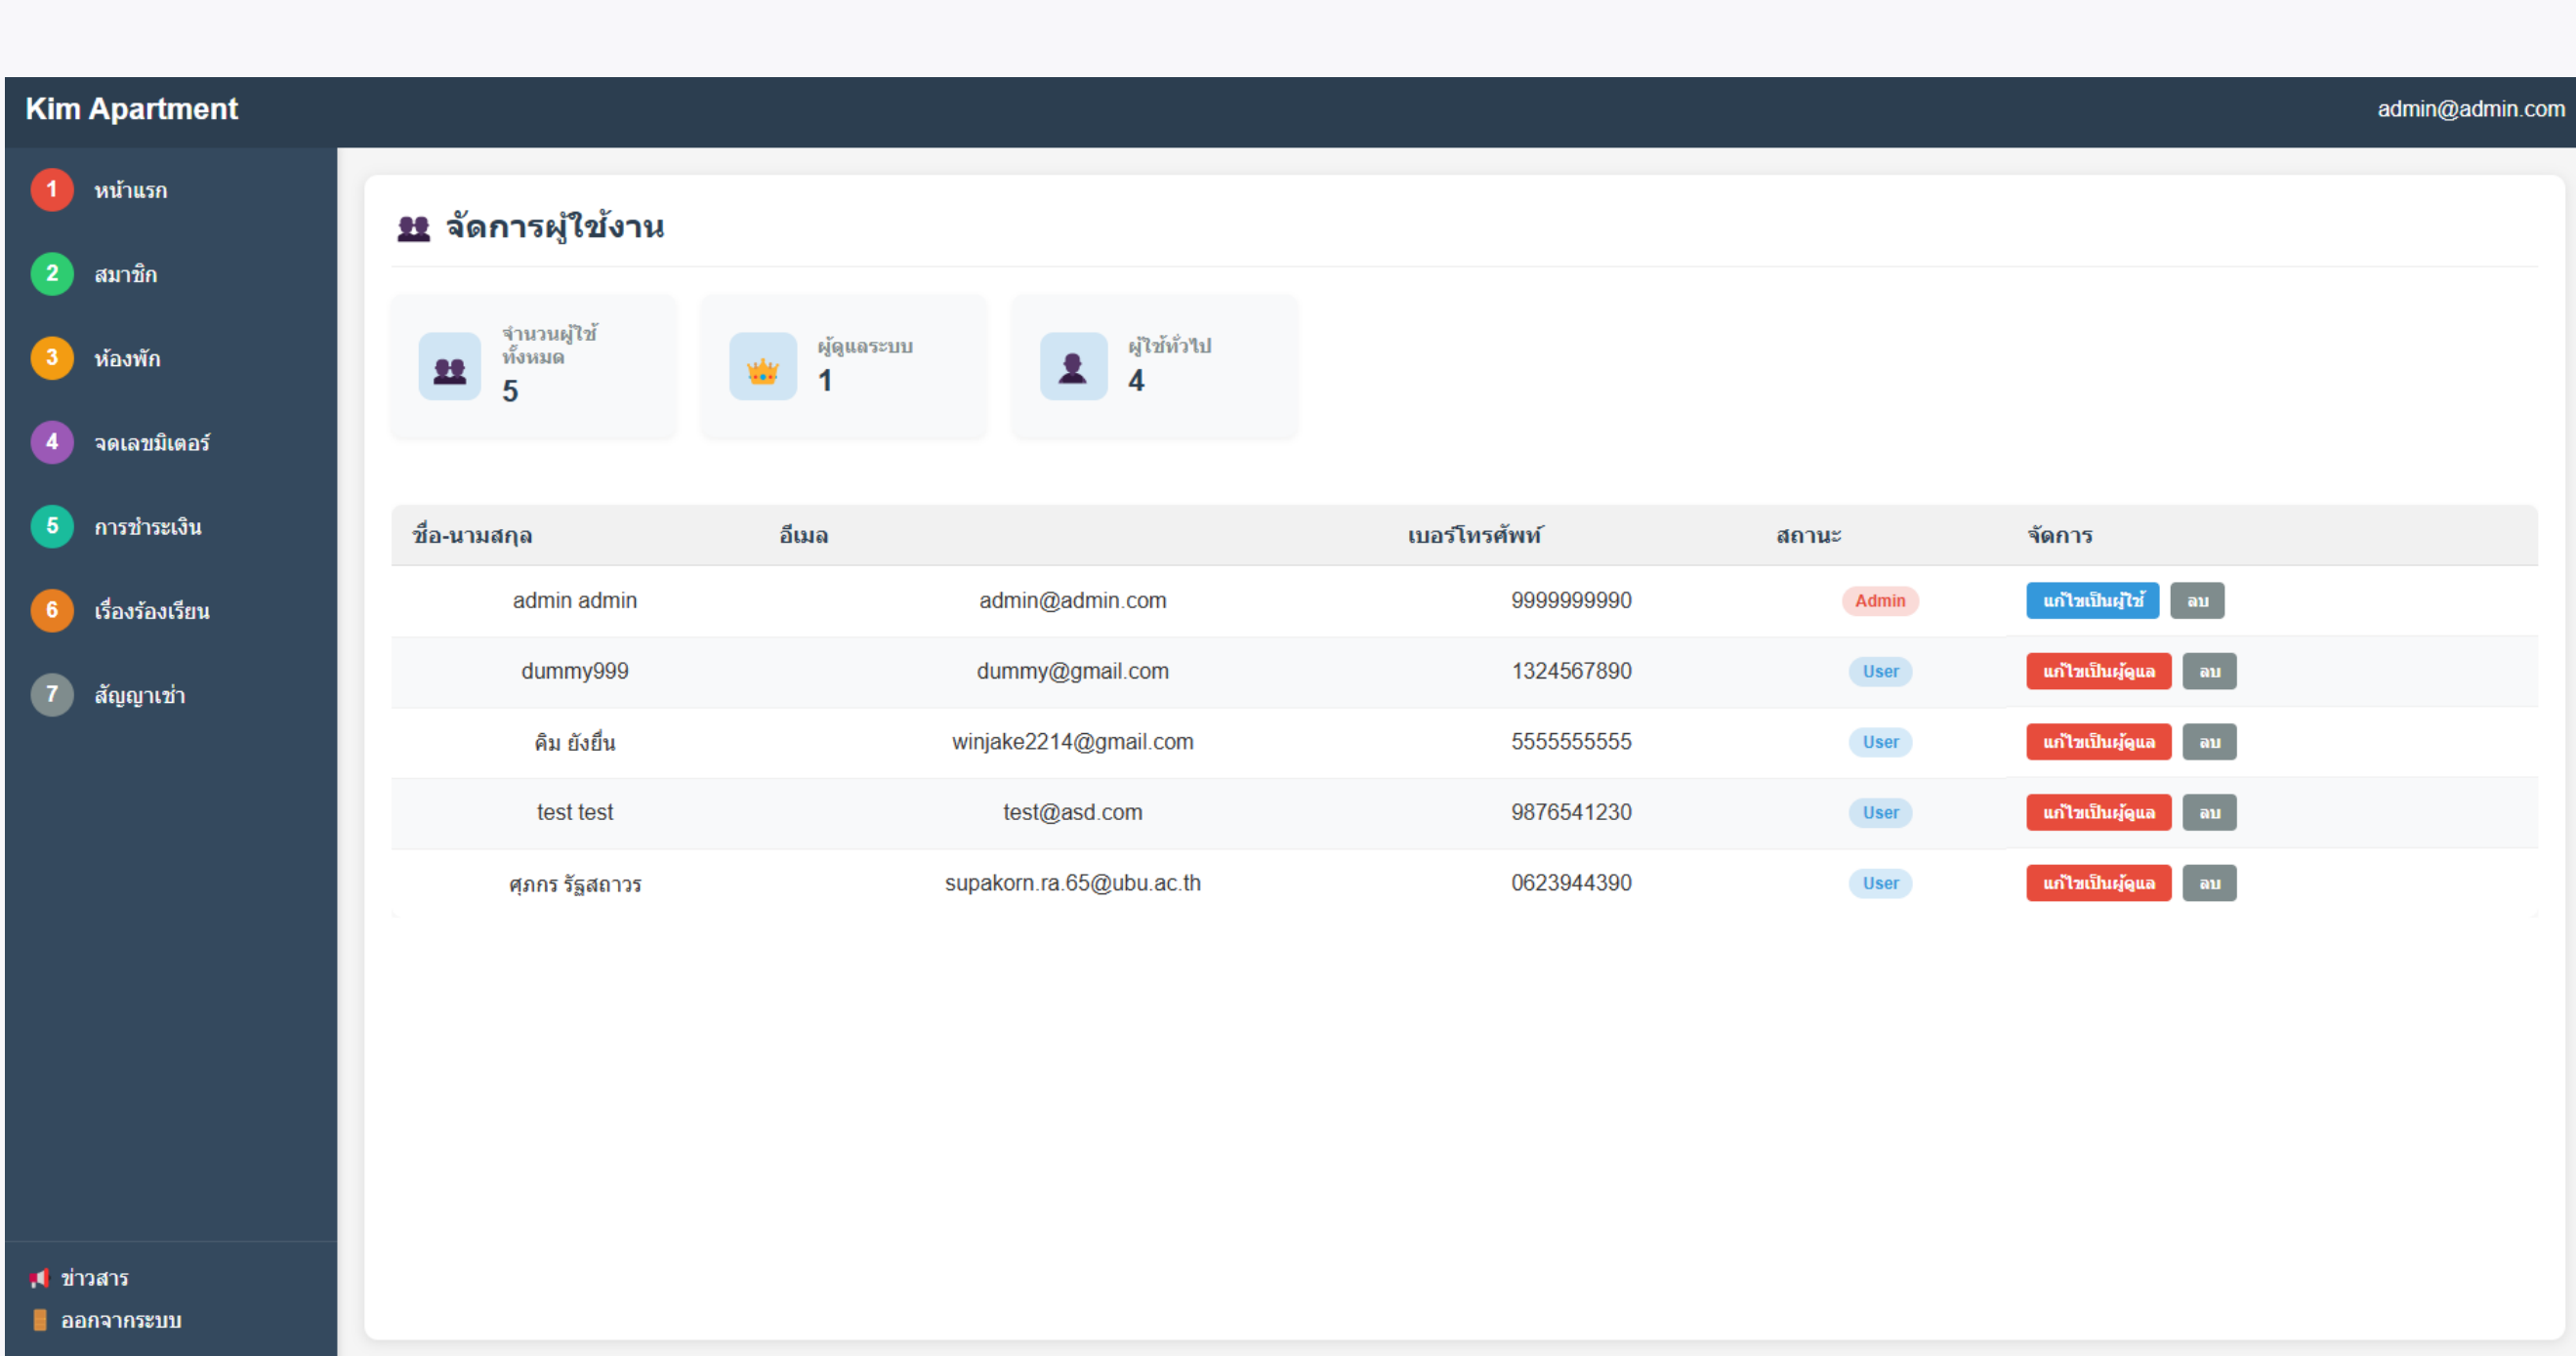 Kim Apartment
admin@admin.com
1 หน้าแรก
2 สมาชิก
3 ห้องพัก
4 จดเลขมิเตอร์
5 การชำระเงิน
6 เรื่องร้องเรียน
7 สัญญาเช่า
ข่าวสาร
ออกจากระบบ
จัดการผู้ใช้งาน
จำนวนผู้ใช้
ทั้งหมด
5
ผู้ดูแลระบบ
1
ผู้ใช้ทั่วไป
4
ชื่อ-นามสกุล อีเมล เบอร์โทรศัพท์ สถานะ จัดการ
admin admin admin@admin.com 9999999990 Admin แก้ไขเป็นผู้ใช้ ลบ
dummy999 dummy@gmail.com 1324567890 User แก้ไขเป็นผู้ดูแล ลบ
คิม ยังยื่น winjake2214@gmail.com 5555555555 User แก้ไขเป็นผู้ดูแล ลบ
test test test@asd.com 9876541230 User แก้ไขเป็นผู้ดูแล ลบ
ศุภกร รัฐสถาวร supakorn.ra.65@ubu.ac.th 0623944390 User แก้ไขเป็นผู้ดูแล ลบ